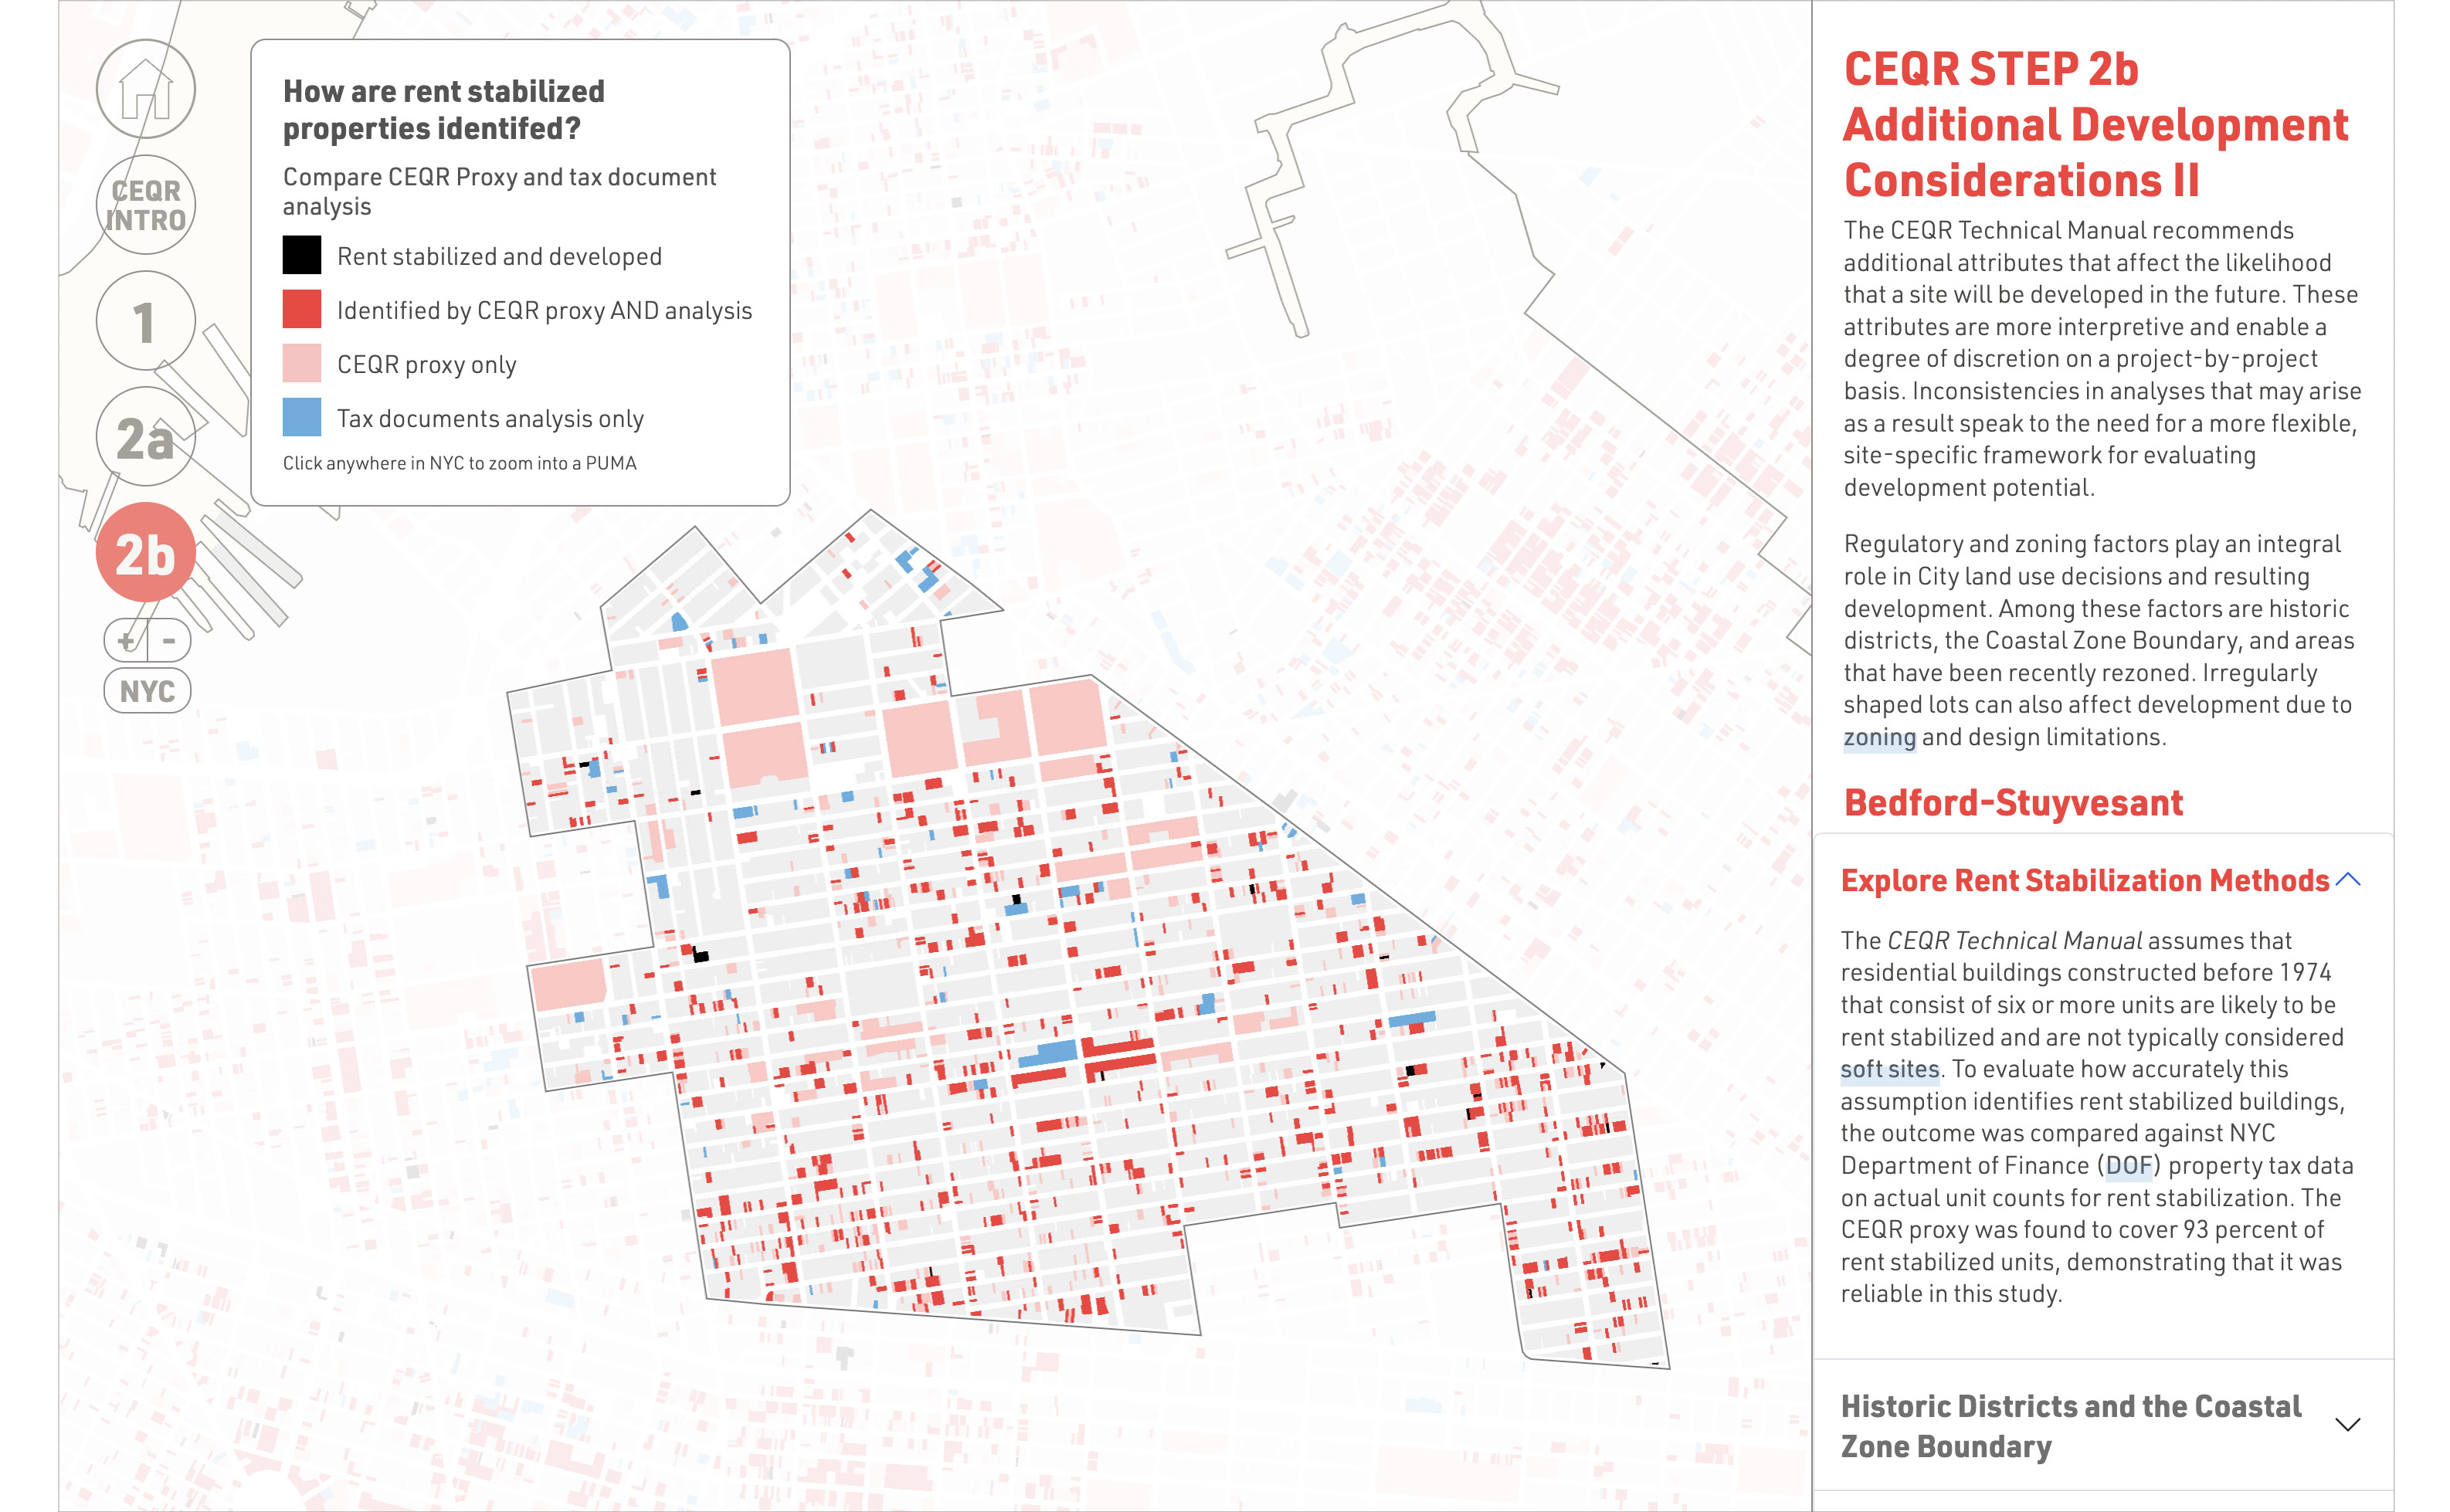 CEQR
INTRO
1
2a
2b
+ -
NYC
How are rent stabilized
properties identifed?
Compare CEQR Proxy and tax document
analysis
Rent stabilized and developed
Identified by CEQR proxy AND analysis
CEQR proxy only
Tax documents analysis only
Click anywhere in NYC to zoom into a PUMA
CEQR STEP 2b
Additional Development
Considerations II
The CEQR Technical Manual recommends
additional attributes that affect the likelihood
that a site will be developed in the future. These
attributes are more interpretive and enable a
degree of discretion on a project-by-project
basis. Inconsistencies in analyses that may arise
as a result speak to the need for a more flexible,
site-specific framework for evaluating
development potential.
Regulatory and zoning factors play an integral
role in City land use decisions and resulting
development. Among these factors are historic
districts, the Coastal Zone Boundary, and areas
that have been recently rezoned. Irregularly
shaped lots can also affect development due to
zoning and design limitations.
Bedford-Stuyvesant
Explore Rent Stabilization Methods
The CEQR Technical Manual assumes that
residential buildings constructed before 1974
that consist of six or more units are likely to be
rent stabilized and are not typically considered
soft sites. To evaluate how accurately this
assumption identifies rent stabilized buildings,
the outcome was compared against NYC
Department of Finance (DOF) property tax data
on actual unit counts for rent stabilization. The
CEQR proxy was found to cover 93 percent of
rent stabilized units, demonstrating that it was
reliable in this study.
Historic Districts and the Coastal
Zone Boundary